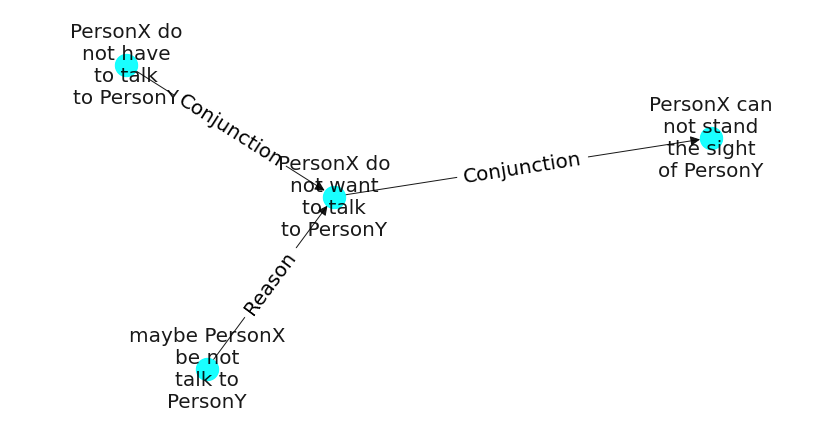 PersonX do
not have
to talk
to PersonY
Conjunction
PersonX do
not want
to talk
to PersonY
Conjunction
PersonX can
not stand
the sight
of PersonY
Reason
maybe PersonX
be not
talk to
PersonY